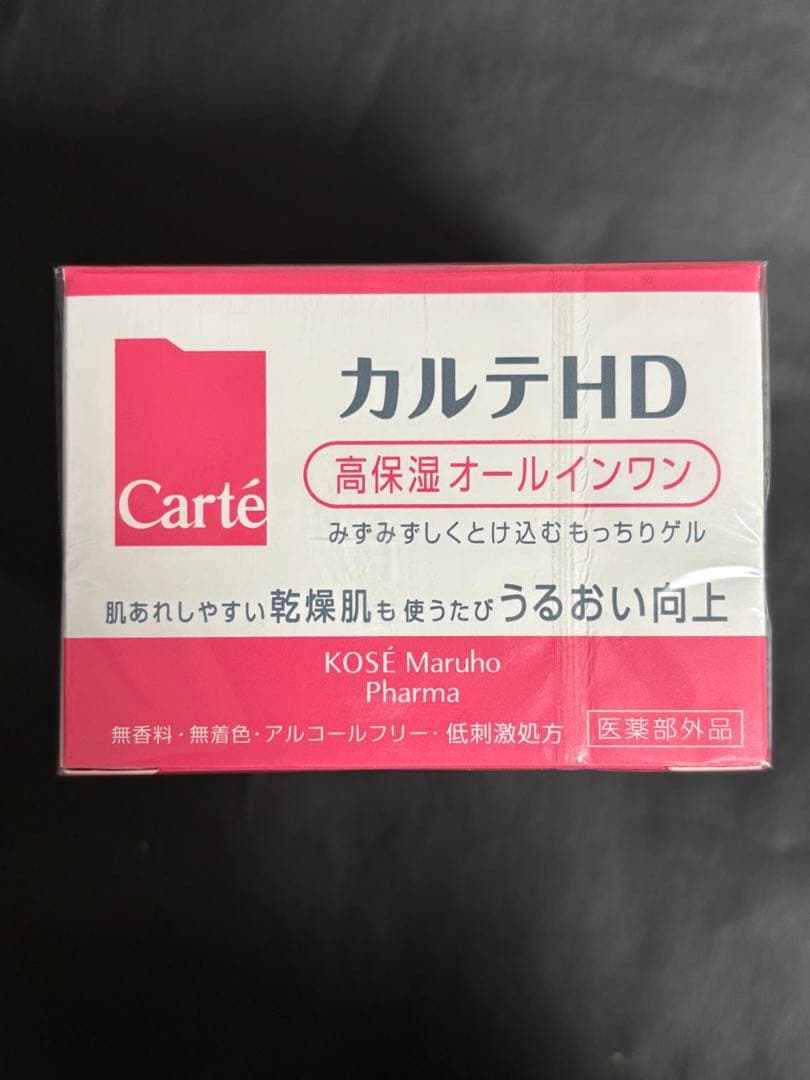 カルテHD
Carté
高保湿オールインワン
みずみずしくとけ込むもっちりゲル
肌あれしやすい乾燥肌も使うたびうるおい向上
KOSÉ Maruho
Pharma
無香料・無着色・アルコールフリー・低刺激処方
医薬部外品